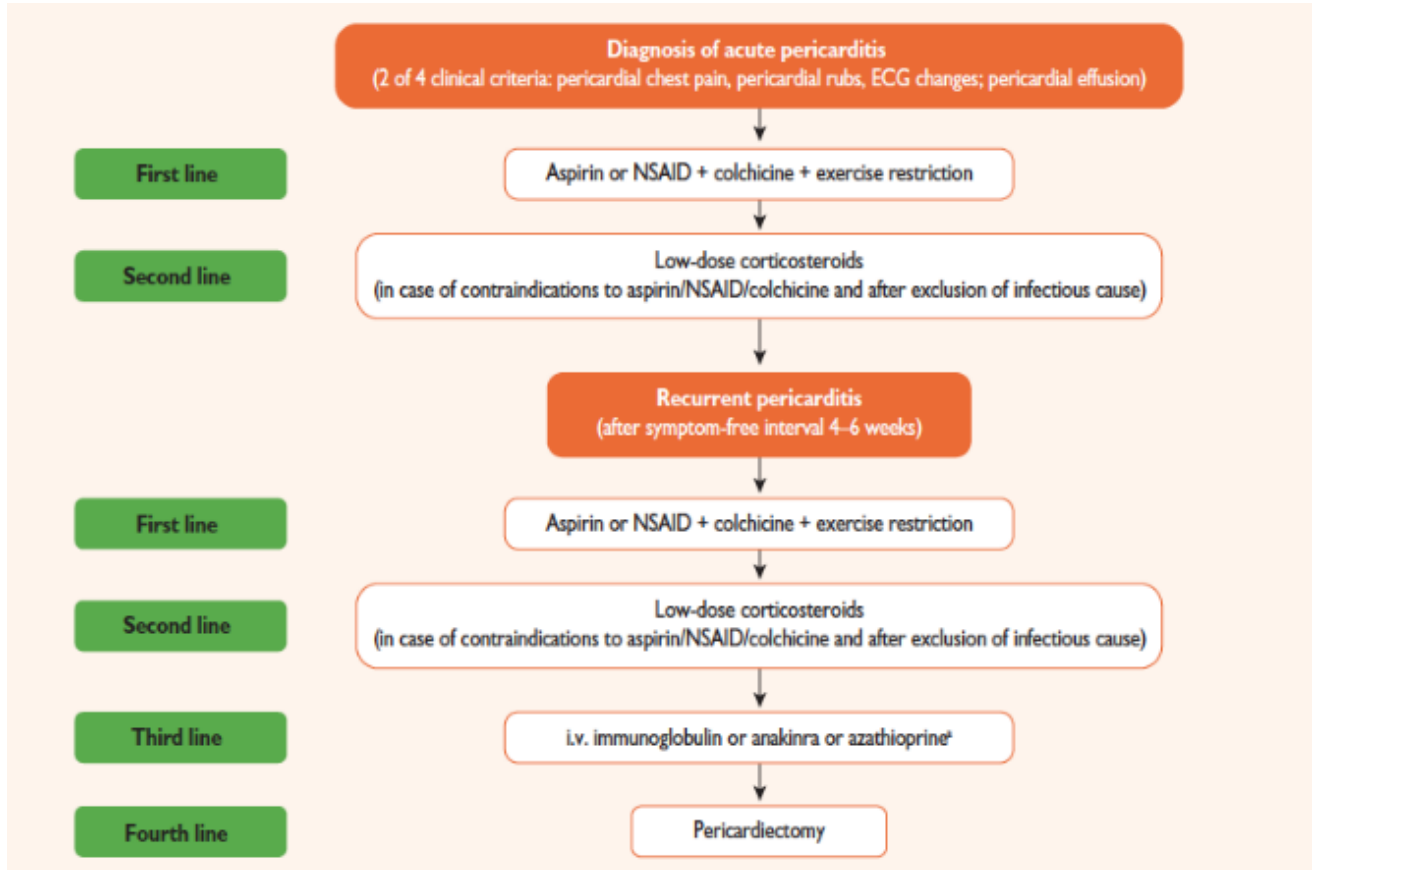 Diagnosis of acute pericarditis
(2 of 4 clinical criteria: pericardial chest pain, pericardial rubs, ECG changes; pericardial effusion)
First line
Aspirin or NSAID + colchicine + exercise restriction
Second line
Low-dose corticosteroids
(in case of contraindications to aspirin/NSAID/colchicine and after exclusion of infectious cause)
Recurrent pericarditis
(after symptom-free interval 4–6 weeks)
First line
Aspirin or NSAID + colchicine + exercise restriction
Second line
Low-dose corticosteroids
(in case of contraindications to aspirin/NSAID/colchicine and after exclusion of infectious cause)
Third line
i.v. immunoglobulin or anakinra or azathioprineª
Fourth line
Pericardiectomy